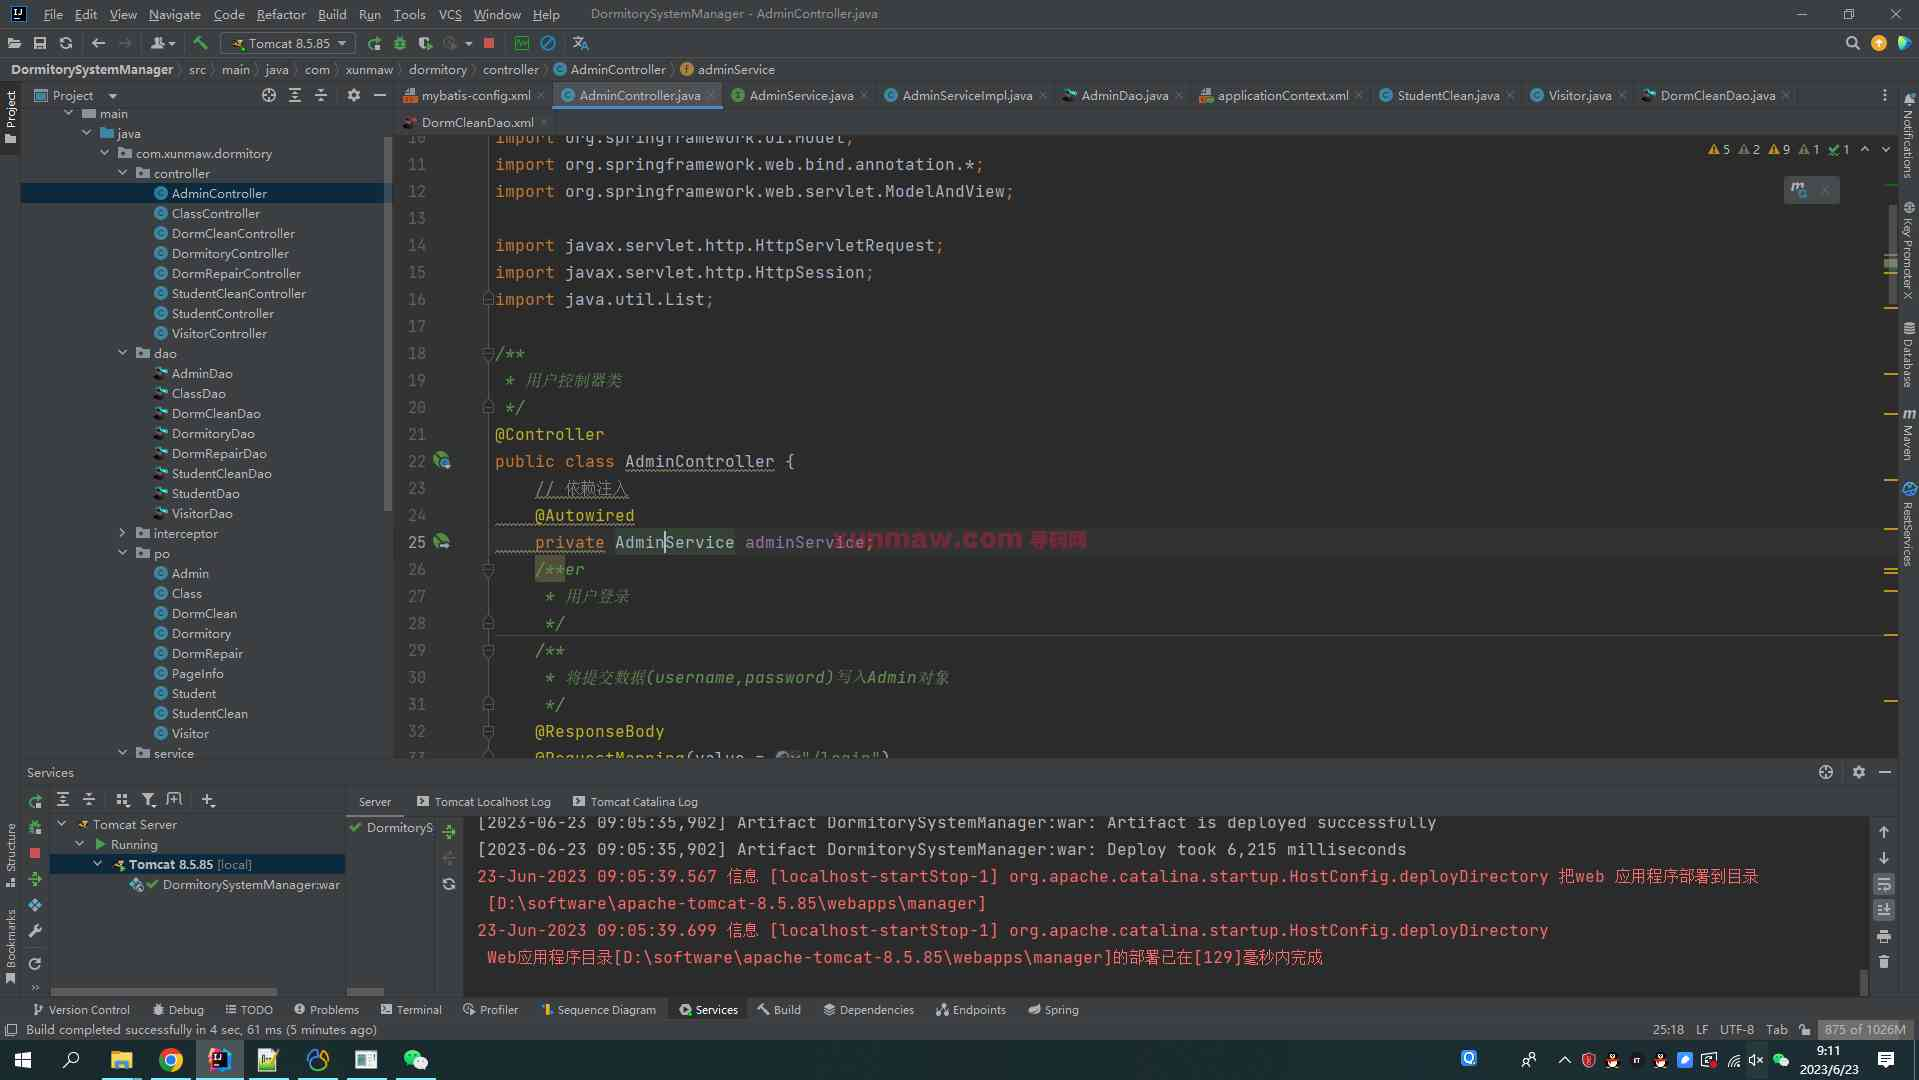 File Edit View Navigate Code Refactor Build Run Tools VCS Window Help DormitorySystemManager - AdminController.java
Tomcat 8.5.85
DormitorySystemManager src main java com xunmaw dormitory controller AdminController adminService
Project
mybatis-config.xml AdminController.java AdminService.java AdminServiceImpl.java AdminDao.java applicationContext.xml StudentClean.java Visitor.java DormCleanDao.java
DormCleanDao.xml
Project
main
java
com.xunmaw.dormitory
controller
AdminController
ClassController
DormCleanController
DormitoryController
DormRepairController
StudentCleanController
StudentController
VisitorController
dao
AdminDao
ClassDao
DormCleanDao
DormitoryDao
DormRepairDao
StudentCleanDao
StudentDao
VisitorDao
interceptor
po
Admin
Class
DormClean
Dormitory
DormRepair
PageInfo
Student
StudentClean
Visitor
service
10 import org.springframework.ui.Model;
11 import org.springframework.web.bind.annotation.*;
12 import org.springframework.web.servlet.ModelAndView;
13
14 import javax.servlet.http.HttpServletRequest;
15 import javax.servlet.http.HttpSession;
16 import java.util.List;
17
18 /**
19 * 用户控制器类
20 */
21 @Controller
22 public class AdminController {
23 // 依赖注入
24 @Autowired
25 private AdminService adminService;
26 /**er
27 * 用户登录
28 */
29 /**
30 * 将提交数据(username,password)写入Admin对象
31 */
32 @ResponseBody
33 @RequestMapping(value = "/login")
xunmaw.com 寻码网
5 2 9 1 1
Notifications
Key Promoter X
Database
Maven
RestServices
Services
Server Tomcat Localhost Log Tomcat Catalina Log
Tomcat Server
Running
Tomcat 8.5.85 [local]
DormitorySystemManager:war
DormitoryS
[2023-06-23 09:05:35,902] Artifact DormitorySystemManager:war: Artifact is deployed successfully
[2023-06-23 09:05:35,902] Artifact DormitorySystemManager:war: Deploy took 6,215 milliseconds
23-Jun-2023 09:05:39.567 信息 [localhost-startStop-1] org.apache.catalina.startup.HostConfig.deployDirectory 把web 应用程序部署到目录
[D:\software\apache-tomcat-8.5.85\webapps\manager]
23-Jun-2023 09:05:39.699 信息 [localhost-startStop-1] org.apache.catalina.startup.HostConfig.deployDirectory
Web应用程序目录[D:\software\apache-tomcat-8.5.85\webapps\manager]的部署已在[129]毫秒内完成
Structure
Bookmarks
Version Control Debug TODO Problems Terminal Profiler Sequence Diagram Services Build Dependencies Endpoints Spring
Build completed successfully in 4 sec, 61 ms (5 minutes ago)
25:18 LF UTF-8 Tab 875 of 1026M
9:11
2023/6/23